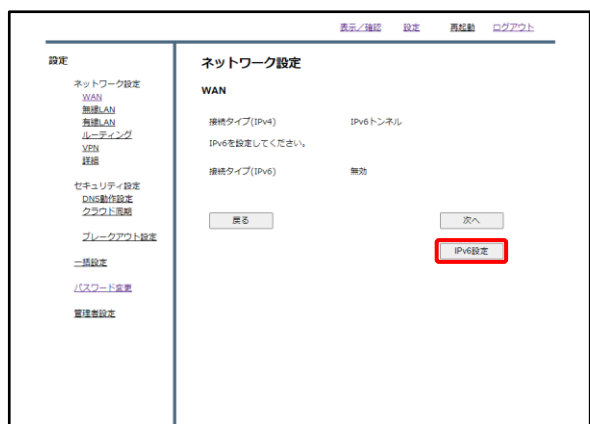 表示／確認 設定 再起動 ログアウト
設定
ネットワーク設定
WAN
無線LAN
有線LAN
ルーティング
VPN
詳細
セキュリティ設定
DNS動作設定
クラウド同期
ブレークアウト設定
一括設定
パスワード変更
管理者設定
ネットワーク設定
WAN
接続タイプ(IPv4) IPv6トンネル
IPv6を設定してください。
接続タイプ(IPv6) 無効
戻る 次へ
IPv6設定